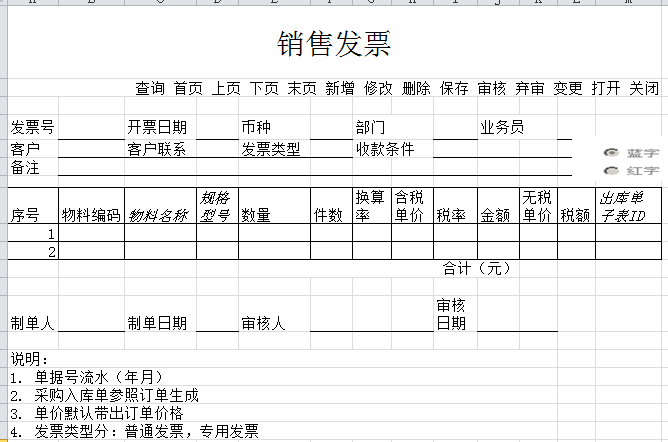 销售发票
查询 首页 上页 下页 末页 新增 修改 删除 保存 审核 弃审 变更 打开 关闭
发票号 开票日期 币种 部门 业务员
客户 客户联系 发票类型 收款条件 蓝字
备注 红字
序号 物料编码 物料名称 规格型号 数量 件数 换算率 含税单价 税率 金额 无税单价 税额 出库单子表ID
1
2
合计（元）
制单人 制单日期 审核人 审核日期
说明：
1. 单据号流水（年月）
2. 采购入库单参照订单生成
3. 单价默认带出订单价格
4. 发票类型分：普通发票，专用发票